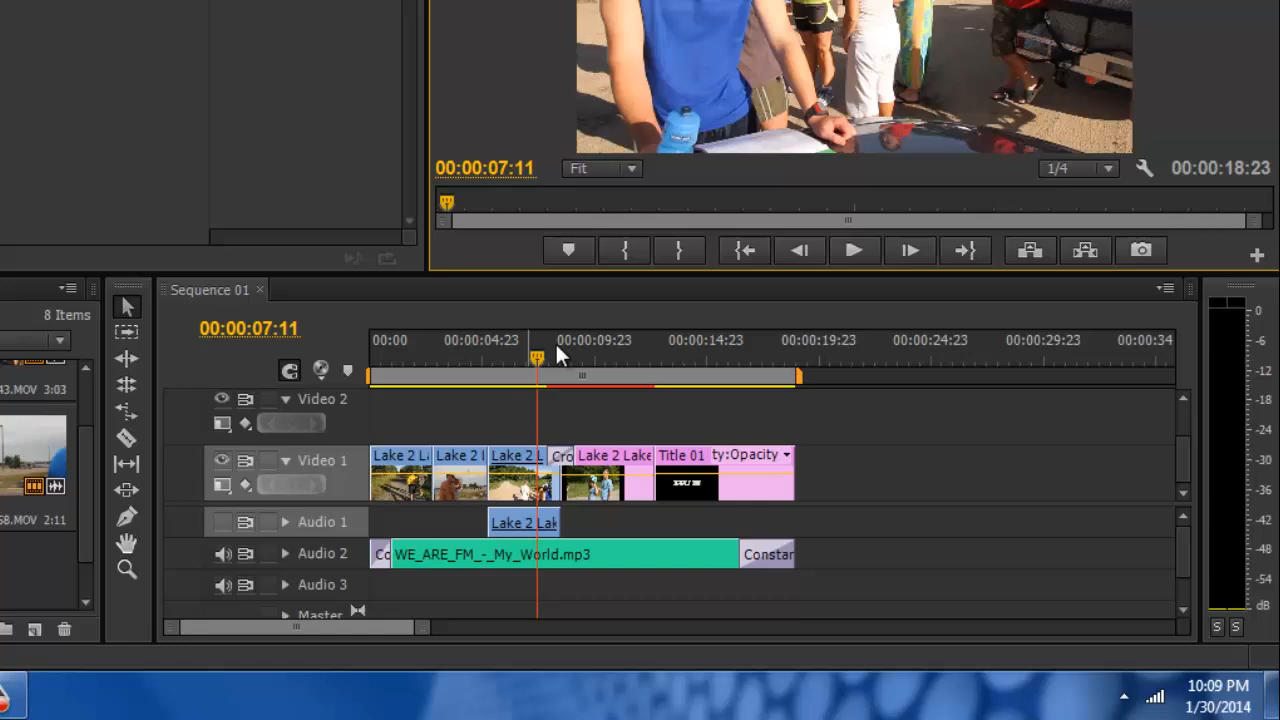 00:00:07:11
Fit
1/4
00:00:18:23
Sequence 01
8 Items
00:00:07:11
00:00 00:00:04:23 00:00:09:23 00:00:14:23 00:00:19:23 00:00:24:23 00:00:29:23 00:00:34
43.MOV 3:03
Video 2
Video 1
Lake 2 La Lake 2 l Lake 2 L Cro Lake 2 Lake Title 01 ty:Opacity
58.MOV 2:11
Audio 1
Lake 2 Lak
Audio 2
Co WE_ARE_FM_-_My_World.mp3 Constan
Audio 3
Master
0
-6
-12
-18
-24
-30
-36
-42
-48
-54
dB
S S
10:09 PM
1/30/2014